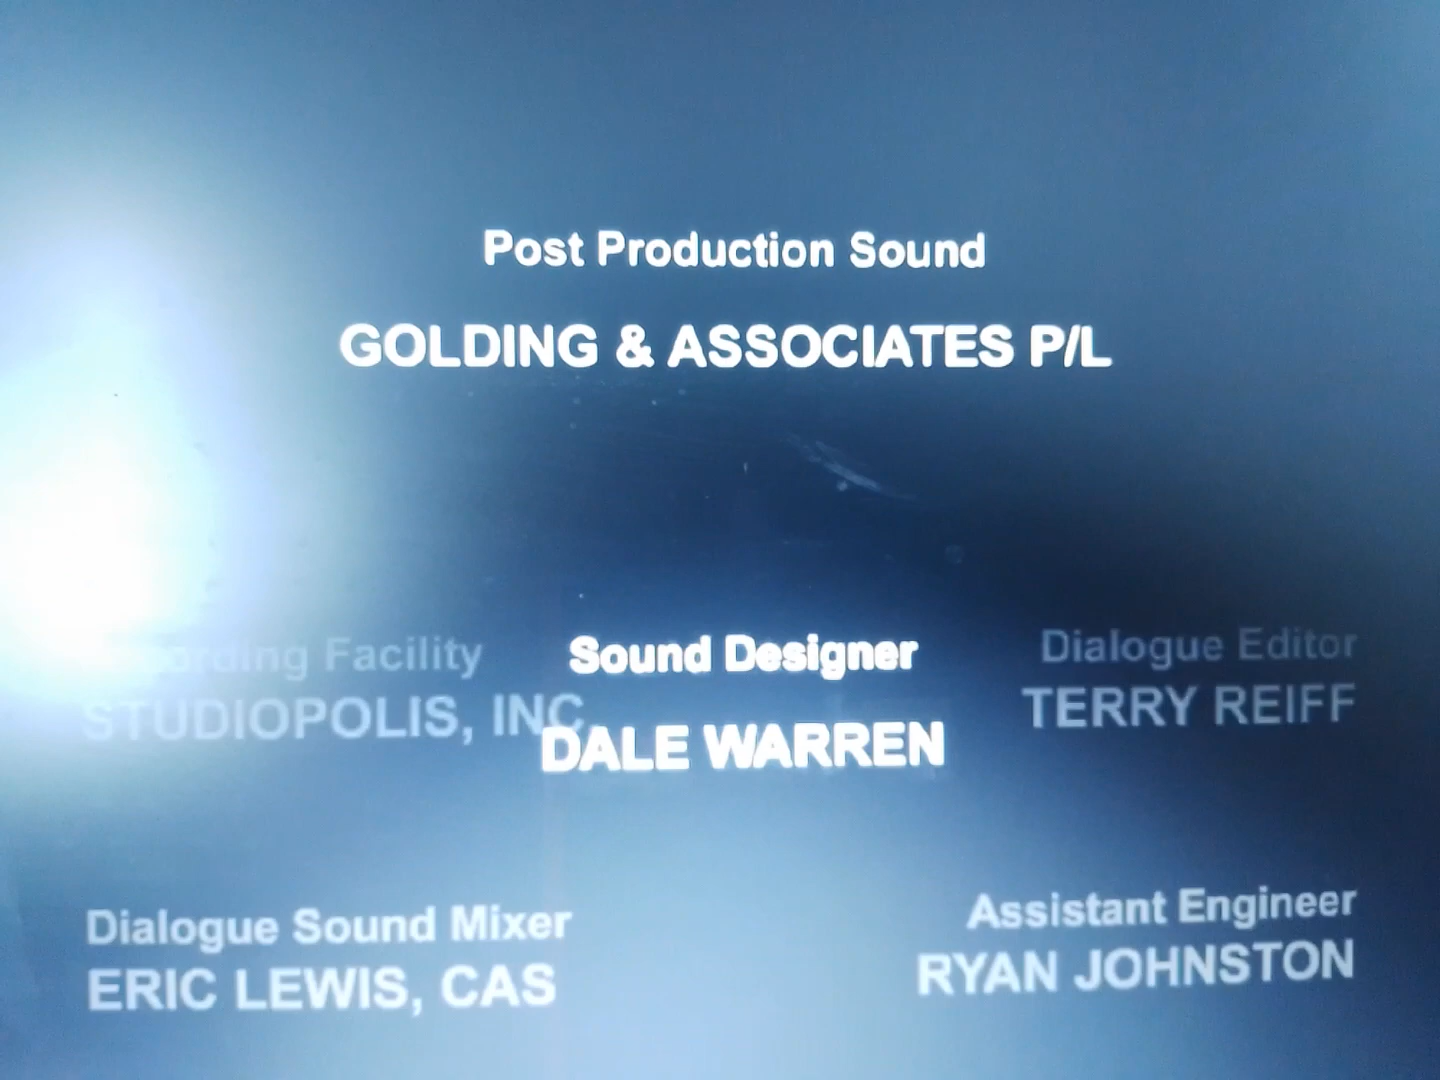 Post Production Sound
GOLDING & ASSOCIATES P/L
Facility
STUDIOPOLIS, INC.
Sound Designer
DALE WARREN
Dialogue Editor
TERRY REIFF
Dialogue Sound Mixer
ERIC LEWIS, CAS
Assistant Engineer
RYAN JOHNSTON